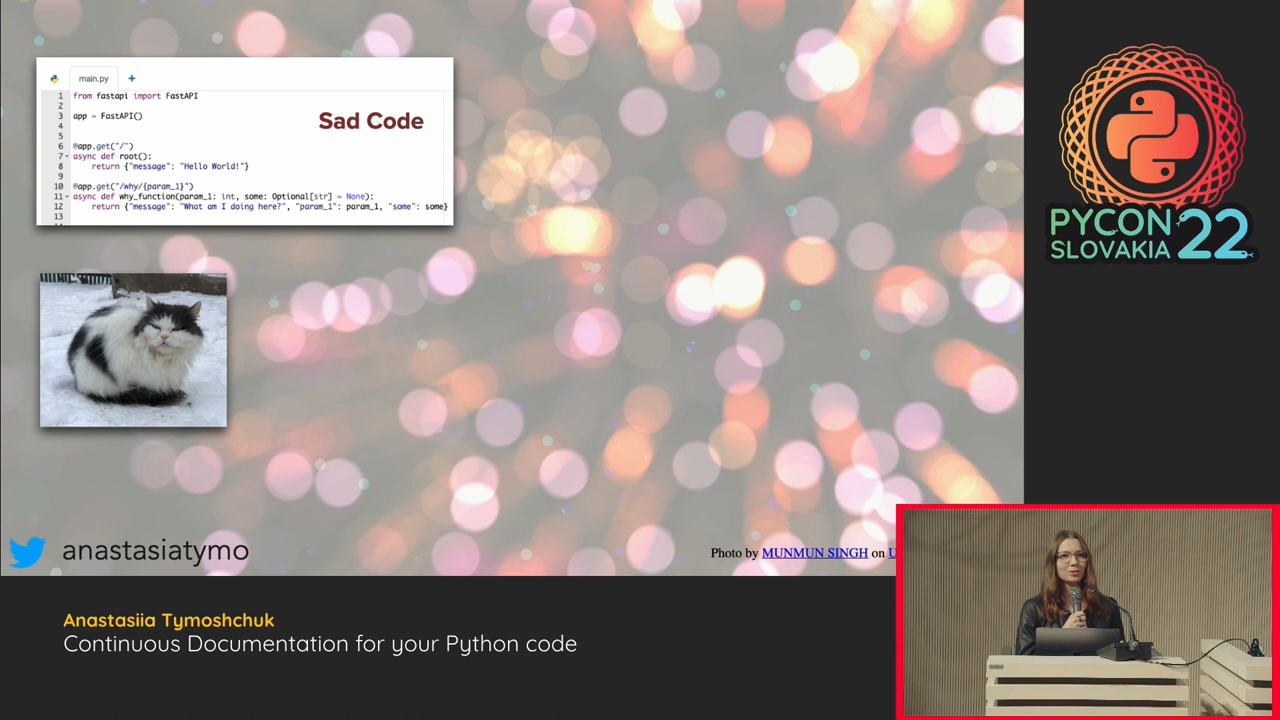 main.py +
1 from fastapi import FastAPI
2
3 app = FastAPI()
4
5
6 @app.get("/")
7 async def root():
8 return {"message": "Hello World!"}
9
10 @app.get("/why/{param_1}")
11 async def why_function(param_1: int, some: Optional[str] = None):
12 return {"message": "What am I doing here?", "param_1": param_1, "some": some}
13
Sad Code
anastasiatymo
Photo by MUNMUN SINGH on U
PYCON
SLOVAKIA
22
Anastasiia Tymoshchuk
Continuous Documentation for your Python code